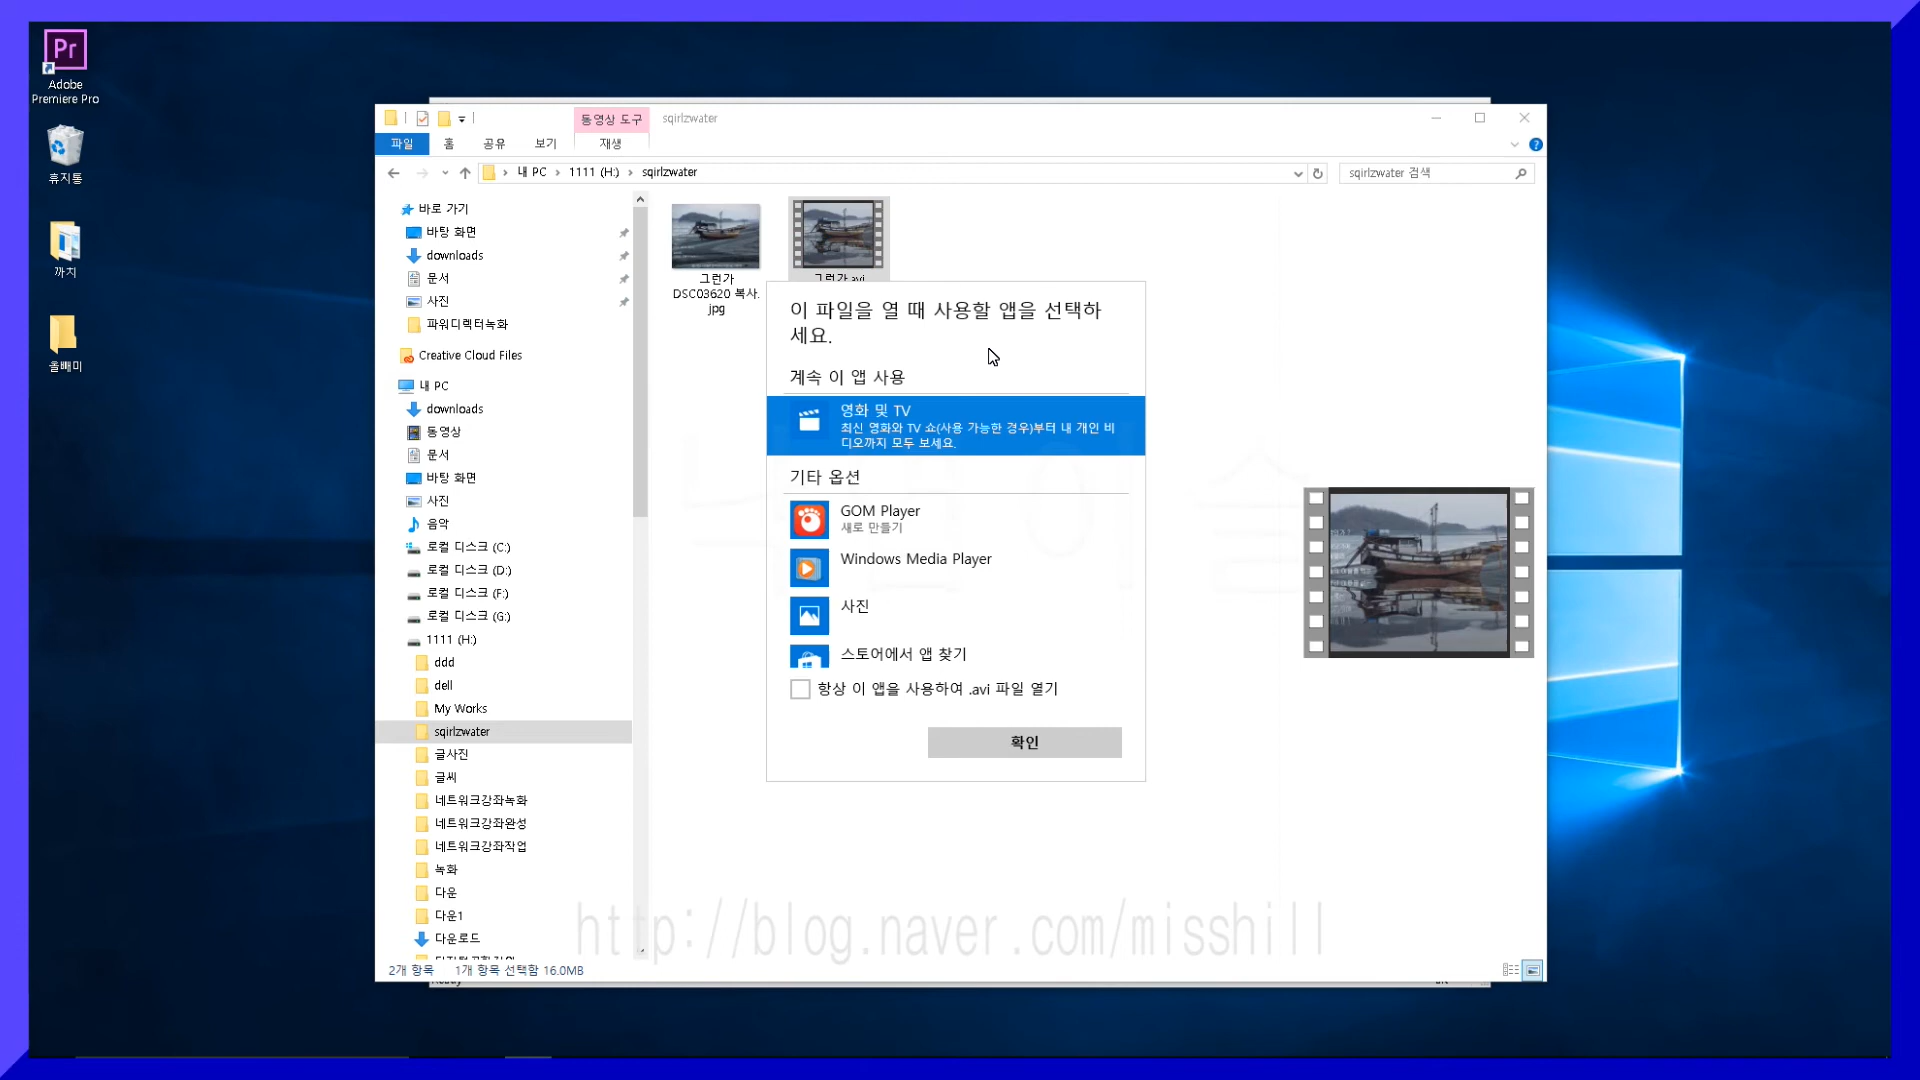 Pr
Adobe
Premiere Pro
휴지통
까치
올빼미
동영상 도구
sqirlzwater
파일
홈
공유
보기
재생
내 PC
1111 (H:)
sqirlzwater
sqirlzwater 검색
바로 가기
바탕 화면
downloads
문서
사진
파워디렉터녹화
Creative Cloud Files
내 PC
downloads
동영상
문서
바탕 화면
사진
음악
로컬 디스크 (C:)
로컬 디스크 (D:)
로컬 디스크 (F:)
로컬 디스크 (G:)
1111 (H:)
ddd
dell
My Works
sqirlzwater
글사진
글씨
네트워크강좌녹화
네트워크강좌완성
네트워크강좌작업
녹화
다운
다운1
다운로드
그런가
DSC03620 복사.
jpg
그런가.avi
이 파일을 열 때 사용할 앱을 선택하
세요.
계속 이 앱 사용
영화 및 TV
최신 영화와 TV 쇼(사용 가능한 경우)부터 내 개인 비
디오까지 모두 보세요.
기타 옵션
GOM Player
새로 만들기
Windows Media Player
사진
스토어에서 앱 찾기
항상 이 앱을 사용하여 .avi 파일 열기
확인
http://blog.naver.com/misshill
2개 항목
1개 항목 선택함 16.0MB
Ready